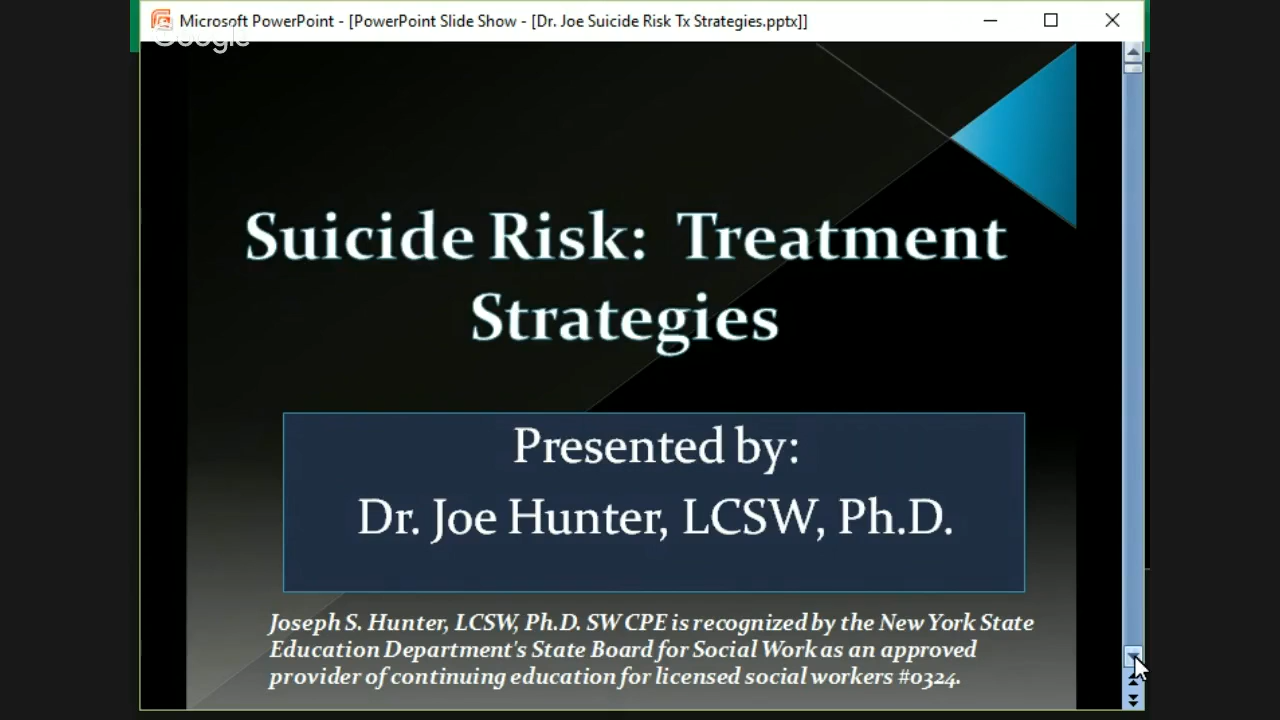 Microsoft PowerPoint - [PowerPoint Slide Show - [Dr. Joe Suicide Risk Tx Strategies.pptx]]
Google
Suicide Risk: Treatment
Strategies
Presented by:
Dr. Joe Hunter, LCSW, Ph.D.
Joseph S. Hunter, LCSW, Ph.D. SW CPE is recognized by the New York State
Education Department's State Board for Social Work as an approved
provider of continuing education for licensed social workers #0324.